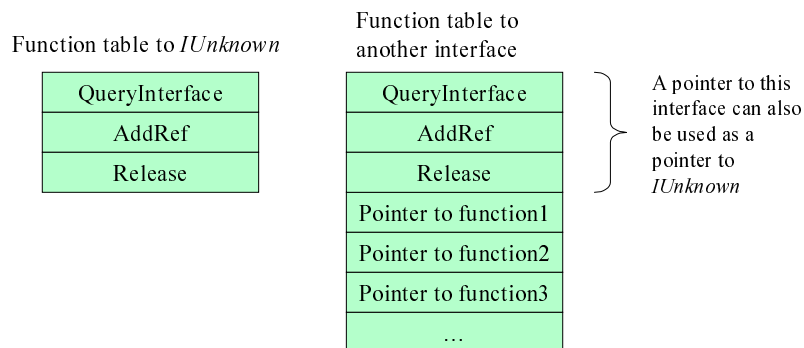 Function table to IUnknown
QueryInterface
AddRef
Release
Function table to
another interface
QueryInterface
AddRef
Release
Pointer to function1
Pointer to function2
Pointer to function3
...
A pointer to this
interface can also
be used as a
pointer to
IUnknown